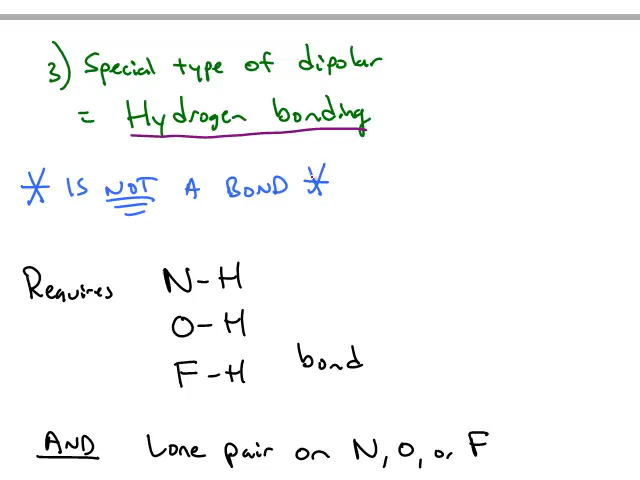 3) Special type of dipolar
= Hydrogen bonding
* IS NOT A BOND *
Requires N-H
O-H
F-H bond
AND Lone pair on N, O, or F